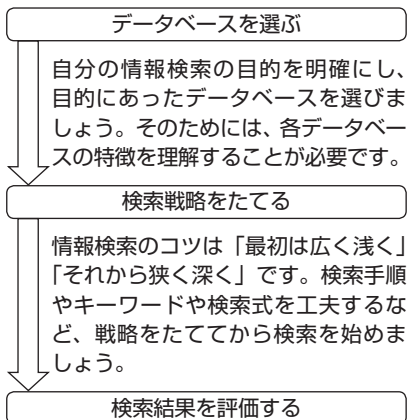 データベースを選ぶ
自分の情報検索の目的を明確にし、
目的にあったデータベースを選びま
しょう。そのためには、各データベー
スの特徴を理解することが必要です。
検索戦略をたてる
情報検索のコツは「最初は広く浅く」
「それから狭く深く」です。検索手順
やキーワードや検索式を工夫するな
ど、戦略をたててから検索を始めま
しょう。
検索結果を評価する